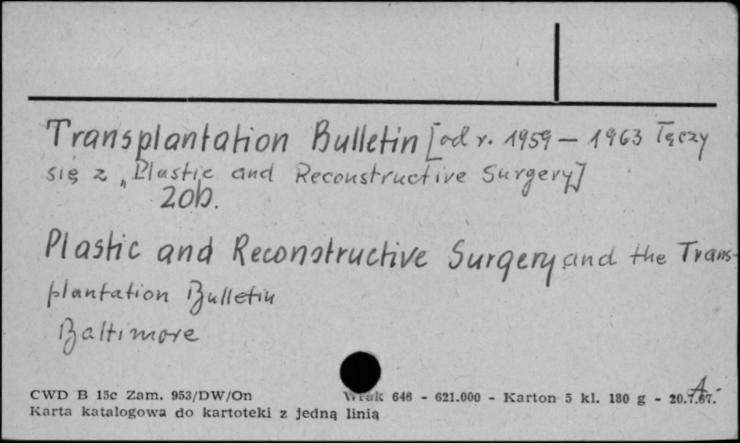 Transplantation Bulletin [od r. 1959 – 1963 Łączy
się z „Plastic and Reconstructive Surgery]
zob.
Plastic and Reconstructive Surgery and the Trans-
plantation Bulletin
Baltimore
A.-
CWD B 15c Zam. 953/DW/On Wrak 646 - 621.000 - Karton 5 kl. 180 g - 20.7.67.
Karta katalogowa do kartoteki z jedną linią